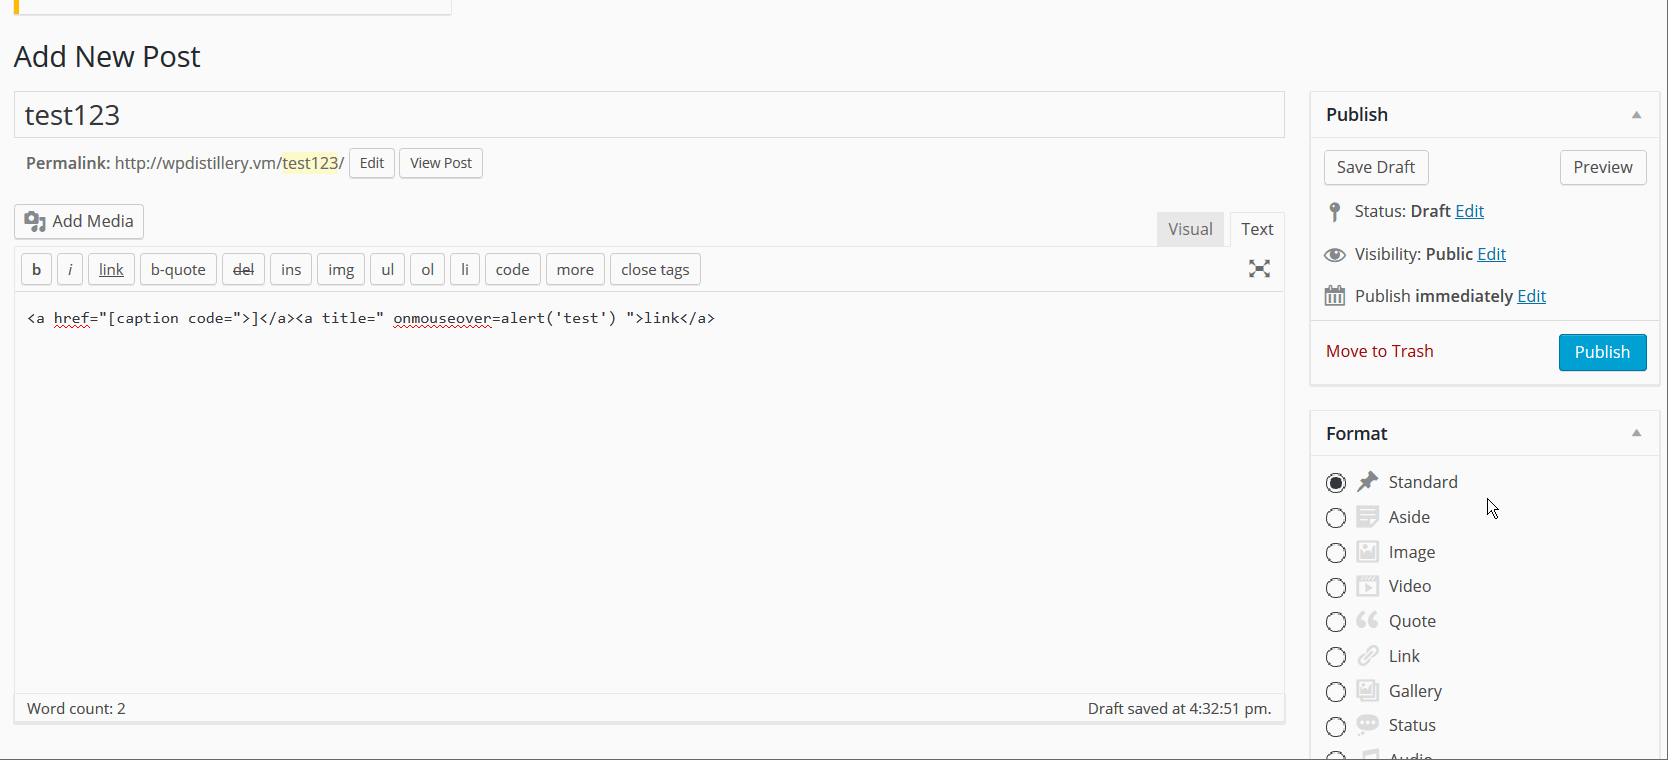 Add New Post
test123
Permalink: http://wpdistillery.vm/test123/ Edit View Post
Add Media
Visual Text
b i link b-quote del ins img ul ol li code more close tags
<a href="[caption code=">]</a><a title=" onmouseover=alert('test') ">link</a>
Word count: 2 Draft saved at 4:32:51 pm.
Publish
Save Draft Preview
Status: Draft Edit
Visibility: Public Edit
Publish immediately Edit
Move to Trash Publish
Format
Standard
Aside
Image
Video
Quote
Link
Gallery
Status
Audio